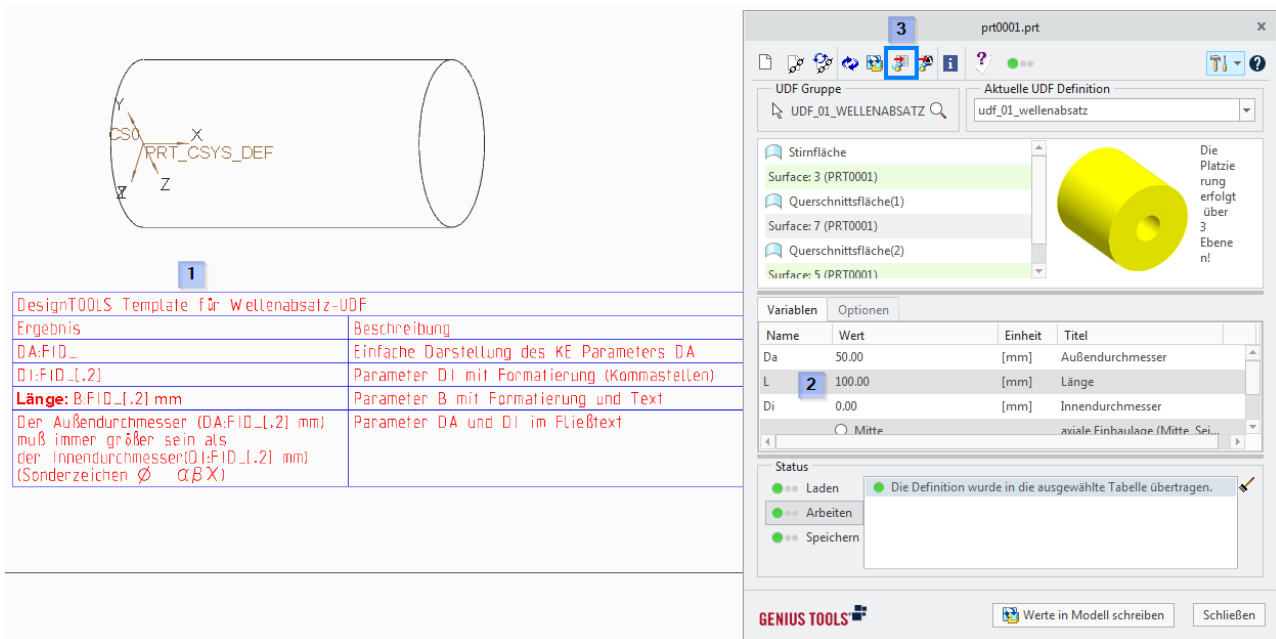 Y
CS0
X
PRT_CSYS_DEF
Z
1
DesignTOOLS Template für Wellenabsatz-UDF
Ergebnis Beschreibung
DA:FID_ Einfache Darstellung des KE Parameters DA
DI:FID_[.2] Parameter DI mit Formatierung (Kommastellen)
Länge: B:FID_[.2] mm Parameter B mit Formatierung und Text
Der Außendurchmesser (DA:FID_[.2] mm) Parameter DA und DI im Fließtext
muß immer größer sein als
der Innendurchmesser(DI:FID_[.2] mm)
(Sonderzeichen Ø αβχ)
3
prt0001.prt
UDF Gruppe
UDF_01_WELLENABSATZ
Aktuelle UDF Definition
udf_01_wellenabsatz
Stirnfläche
Surface: 3 (PRT0001)
Querschnittsfläche(1)
Surface: 7 (PRT0001)
Querschnittsfläche(2)
Surface: 5 (PRT0001)
Die
Platzie
rung
erfolgt
über
3
Ebene
n!
Variablen Optionen
Name Wert Einheit Titel
Da 50.00 [mm] Außendurchmesser
L 2 100.00 [mm] Länge
Di 0.00 [mm] Innendurchmesser
Mitte axiale Einbaulage (Mitte, Sei...
Status
Laden
Arbeiten
Speichern
Die Definition wurde in die ausgewählte Tabelle übertragen.
GENIUS TOOLS
Werte in Modell schreiben
Schließen